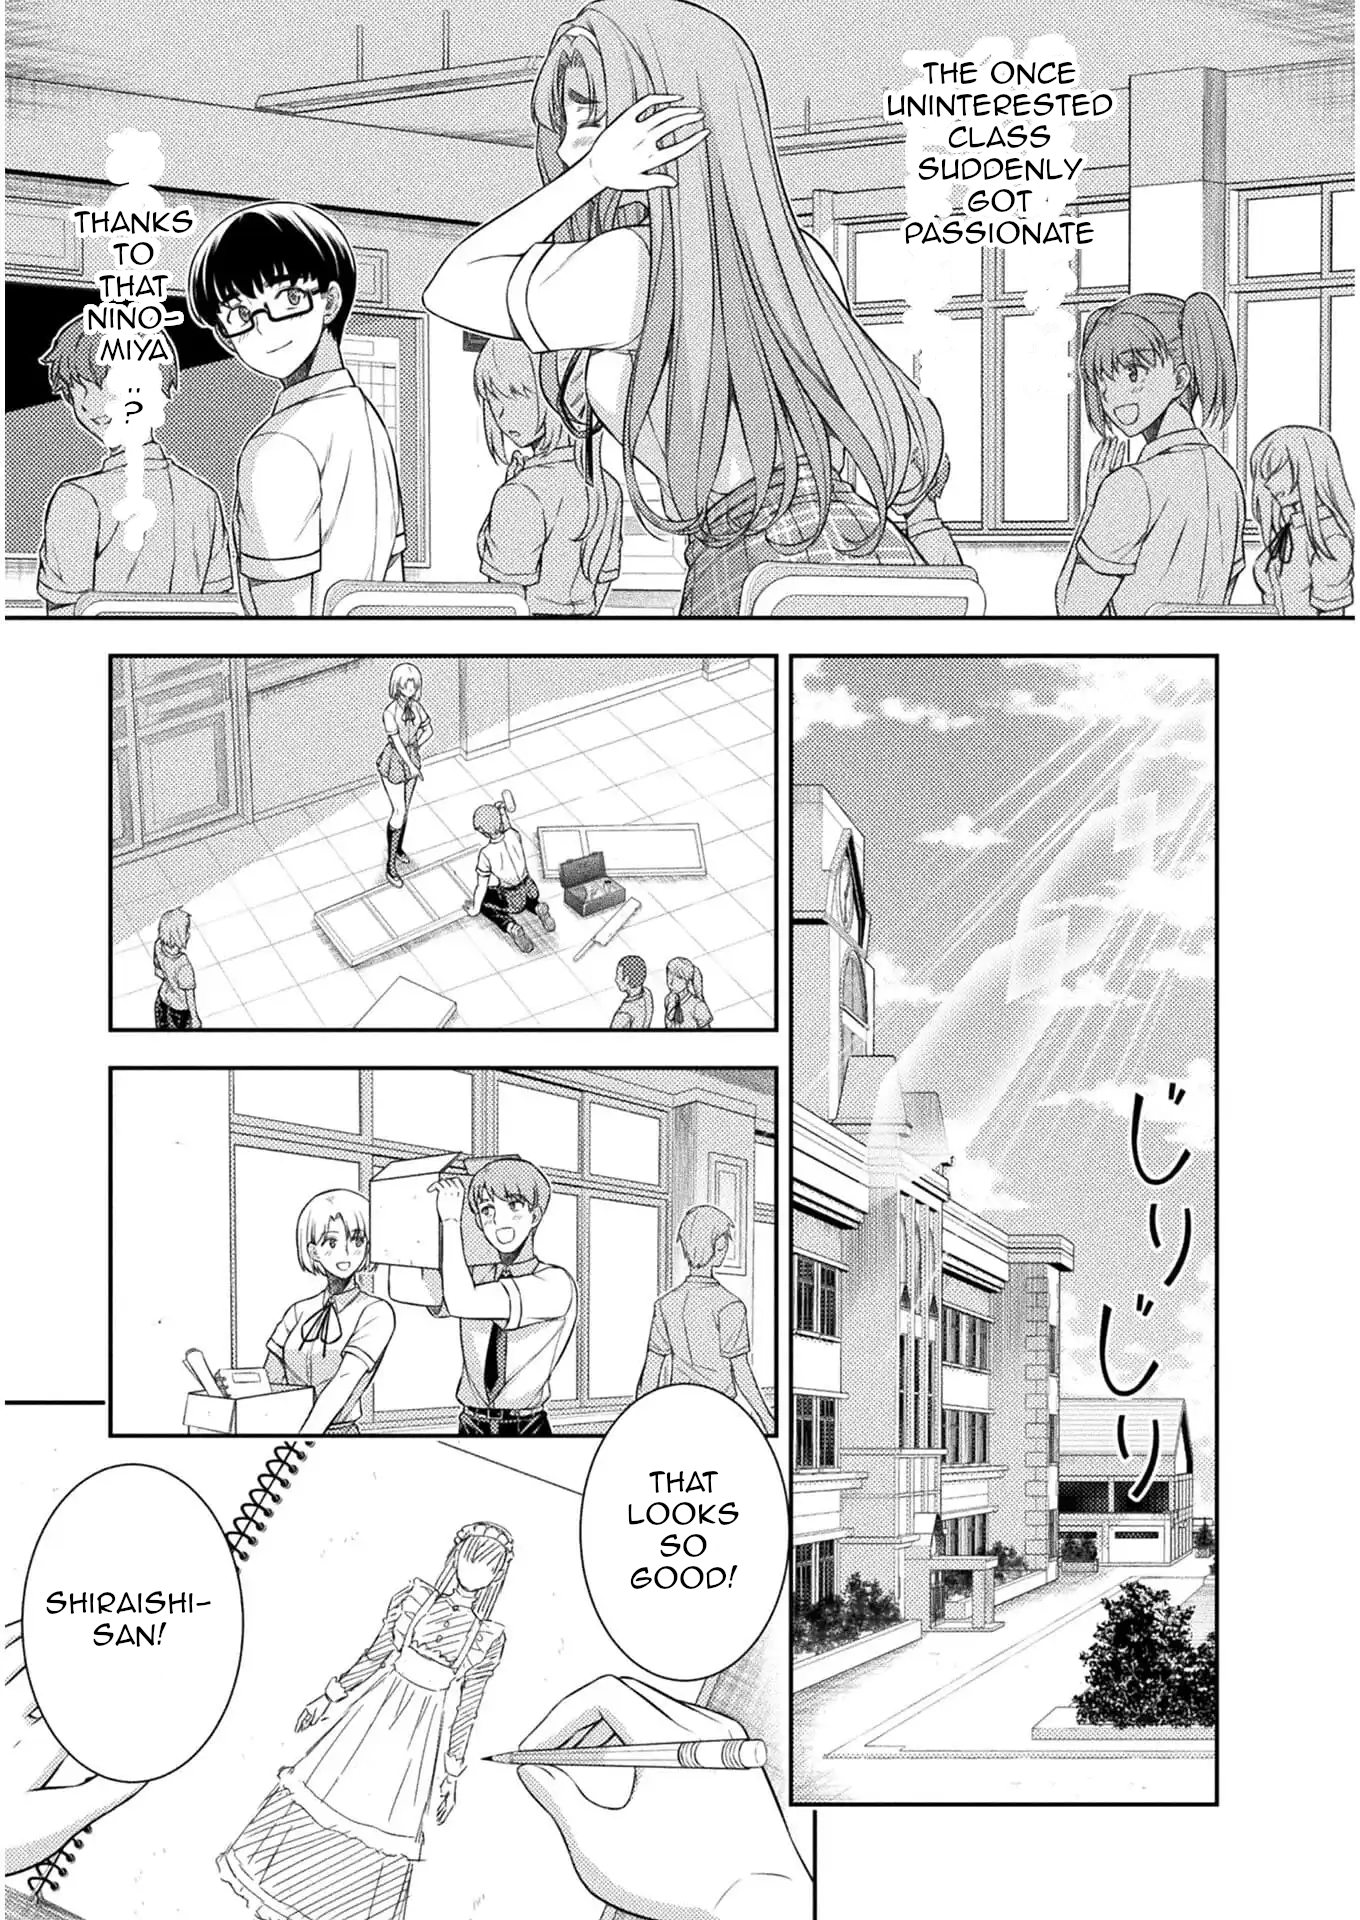 THE ONCE
UNINTERESTED
CLASS
SUDDENLY
GOT
PASSIONATE
THANKS
TO
THAT
NINO-
MIYA
..
?
じりじり
THAT
LOOKS
SO
GOOD!
SHIRAISHI-
SAN!